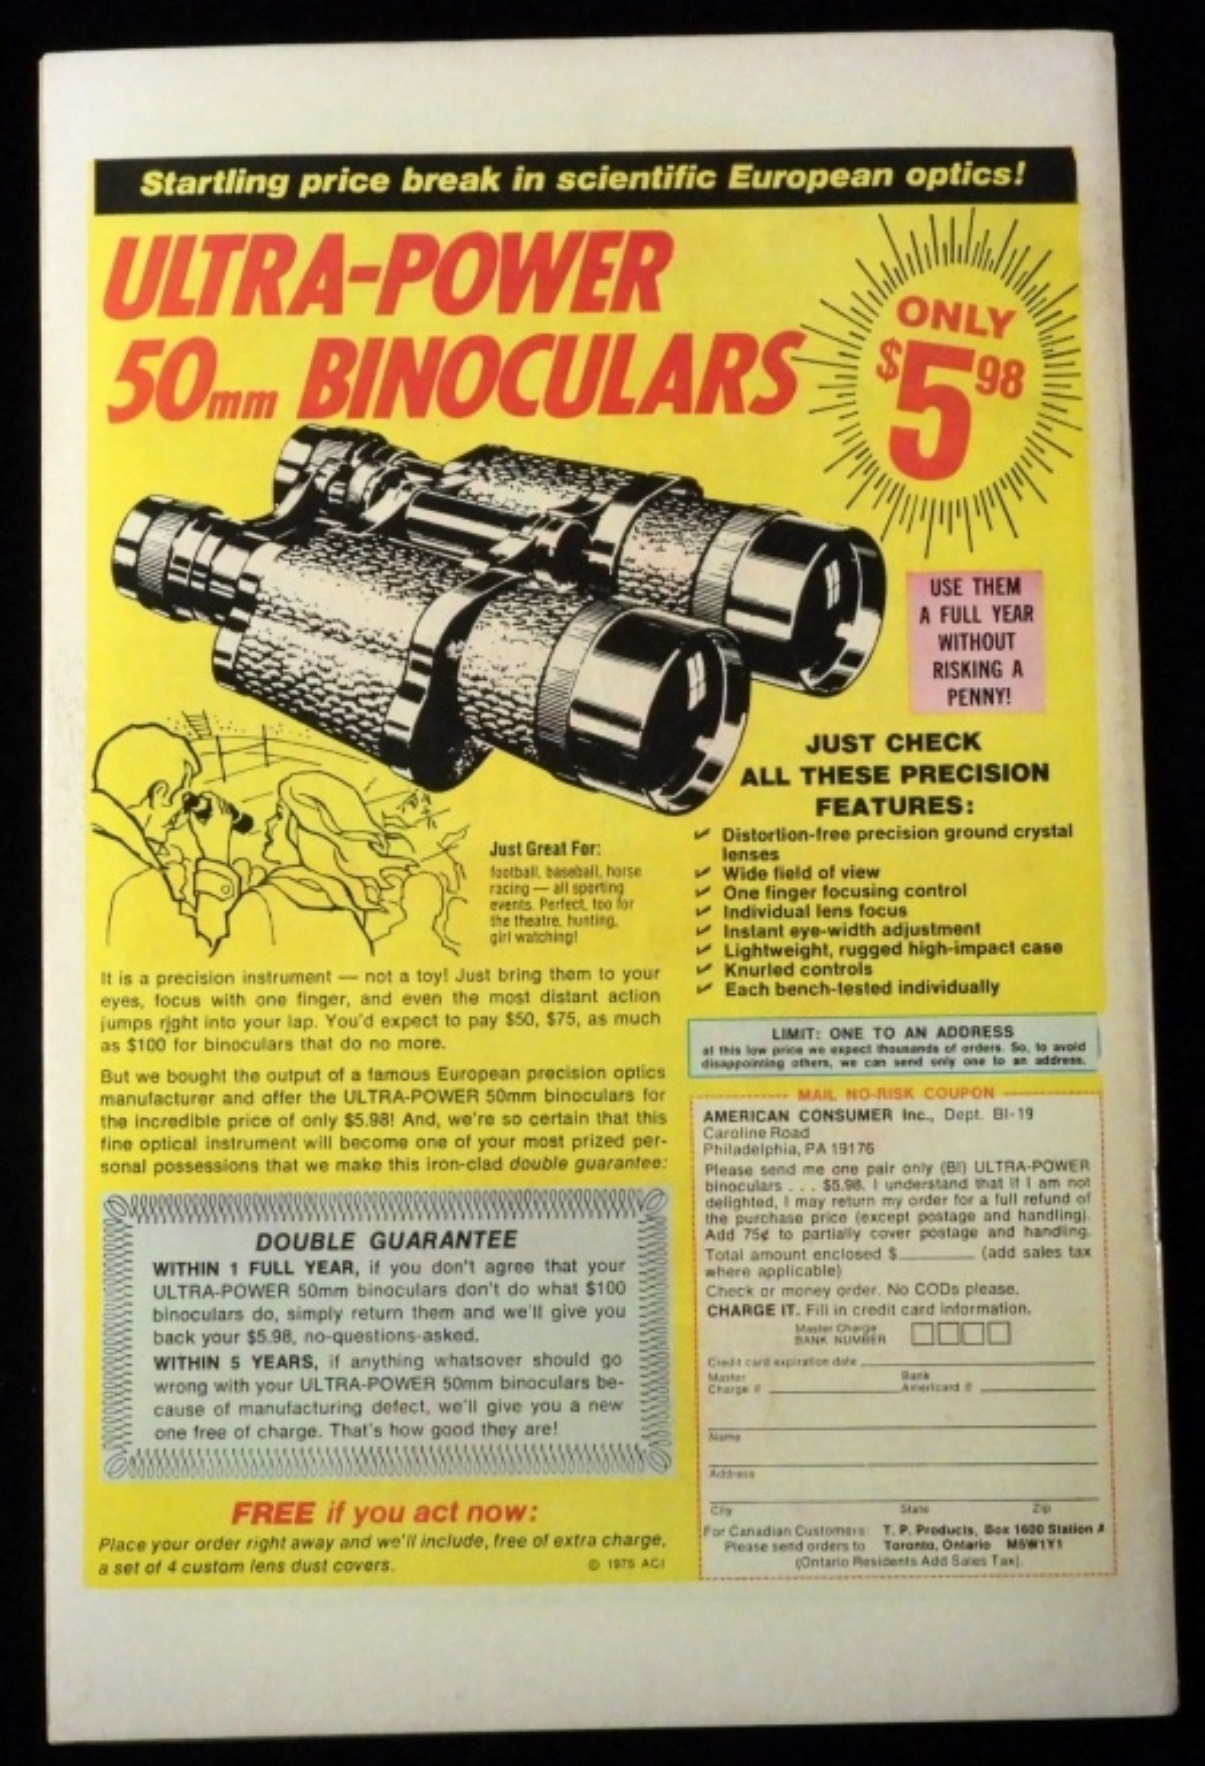 Startling price break in scientific European optics!
ULTRA-POWER
50mm BINOCULARS
ONLY
$5 98
USE THEM
A FULL YEAR
WITHOUT
RISKING A
PENNY!
JUST CHECK
ALL THESE PRECISION
FEATURES:
✓ Distortion-free precision ground crystal
lenses
✓ Wide field of view
✓ One finger focusing control
✓ Individual lens focus
✓ Instant eye-width adjustment
✓ Lightweight, rugged high-impact case
✓ Knurled controls
✓ Each bench-tested individually
Just Great For:
football, baseball, horse
racing — all sporting
events. Perfect, too for
the theatre, hunting,
girl watching!
It is a precision instrument — not a toy! Just bring them to your
eyes, focus with one finger, and even the most distant action
jumps right into your lap. You'd expect to pay $50, $75, as much
as $100 for binoculars that do no more.
But we bought the output of a famous European precision optics
manufacturer and offer the ULTRA-POWER 50mm binoculars for
the incredible price of only $5.98! And, we're so certain that this
fine optical instrument will become one of your most prized per-
sonal possessions that we make this iron-clad double guarantee:
DOUBLE GUARANTEE
WITHIN 1 FULL YEAR, if you don't agree that your
ULTRA-POWER 50mm binoculars don't do what $100
binoculars do, simply return them and we'll give you
back your $5.98, no-questions-asked.
WITHIN 5 YEARS, if anything whatsover should go
wrong with your ULTRA-POWER 50mm binoculars be-
cause of manufacturing defect, we'll give you a new
one free of charge. That's how good they are!
FREE if you act now:
Place your order right away and we'll include, free of extra charge,
a set of 4 custom lens dust covers.
© 1975 ACI
LIMIT: ONE TO AN ADDRESS
at this low price we expect thousands of orders. So, to avoid
disappointing others, we can send only one to an address.
MAIL NO-RISK COUPON
AMERICAN CONSUMER Inc., Dept. BI-19
Caroline Road
Philadelphia, PA 19176
Please send me one pair only (BI) ULTRA-POWER
binoculars . . . $5.98. I understand that if I am not
delighted, I may return my order for a full refund of
the purchase price (except postage and handling).
Add 75¢ to partially cover postage and handling.
Total amount enclosed $ (add sales tax
where applicable)
Check or money order. No CODs please.
CHARGE IT. Fill in credit card information.
Master Charge
BANK NUMBER
Credit card expiration date
Master
Charge #
Bank
Americard #
Name
Address
City State Zip
For Canadian Customers: T. P. Products, Box 1600 Station A
Please send orders to Toronto, Ontario M5W1Y1
(Ontario Residents Add Sales Tax).